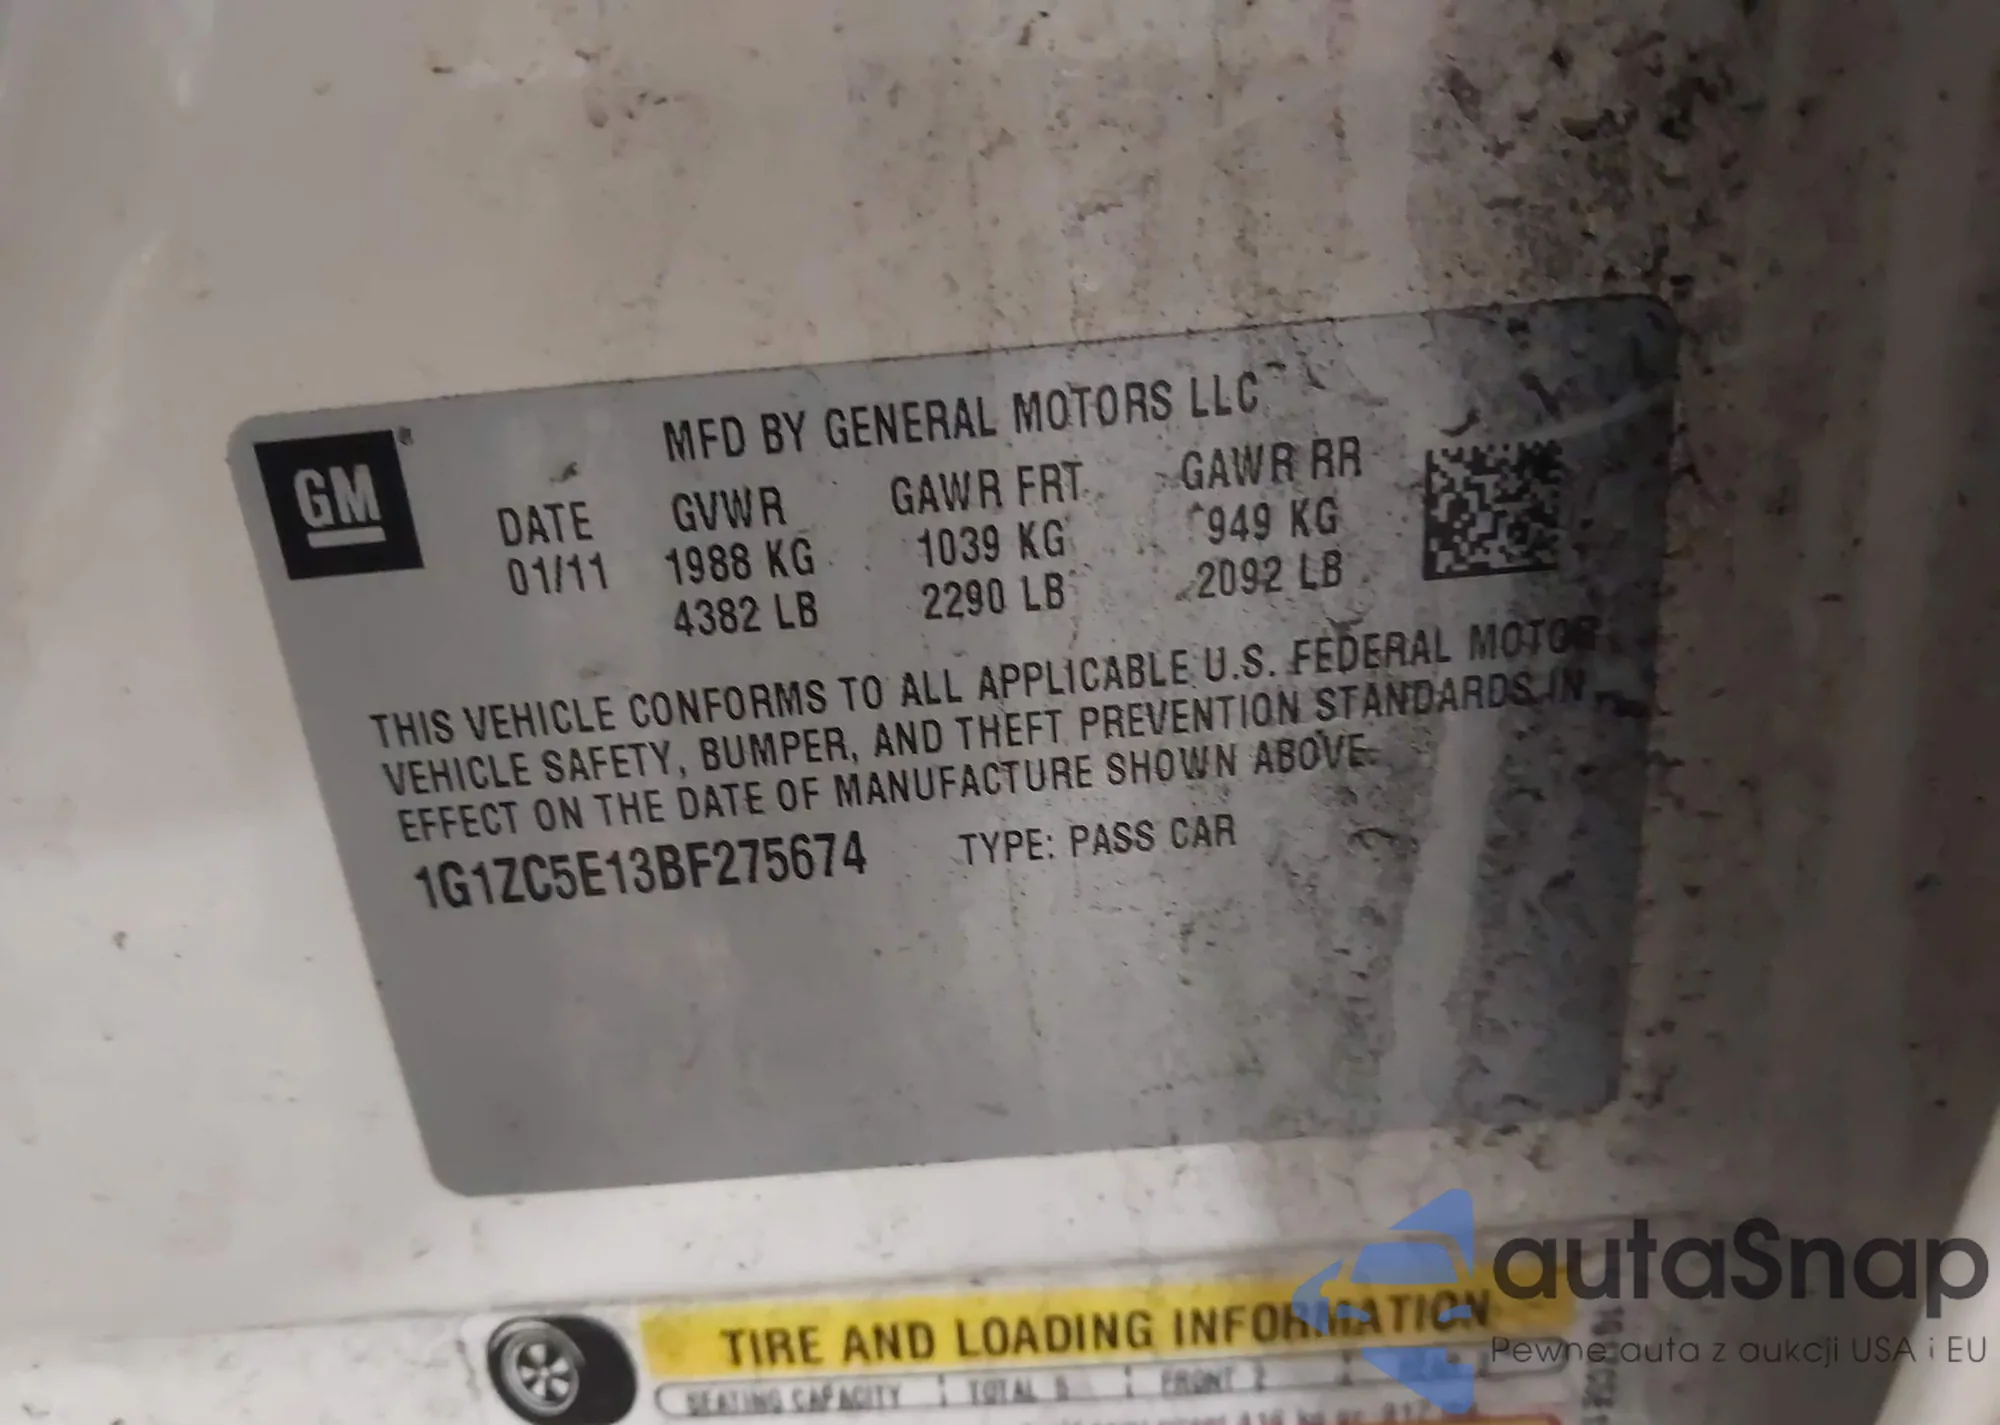 GM®
MFD BY GENERAL MOTORS LLC
DATE GVWR GAWR FRT GAWR RR
01/11 1988 KG 1039 KG 949 KG
4382 LB 2290 LB 2092 LB
THIS VEHICLE CONFORMS TO ALL APPLICABLE U.S. FEDERAL MOTOR
VEHICLE SAFETY, BUMPER, AND THEFT PREVENTION STANDARDS IN
EFFECT ON THE DATE OF MANUFACTURE SHOWN ABOVE.
1G1ZC5E13BF275674 TYPE: PASS CAR
TIRE AND LOADING INFORMATION
SEATING CAPACITY TOTAL 5 FRONT 2
autaSnap
Pewne auta z aukcji USA i EU